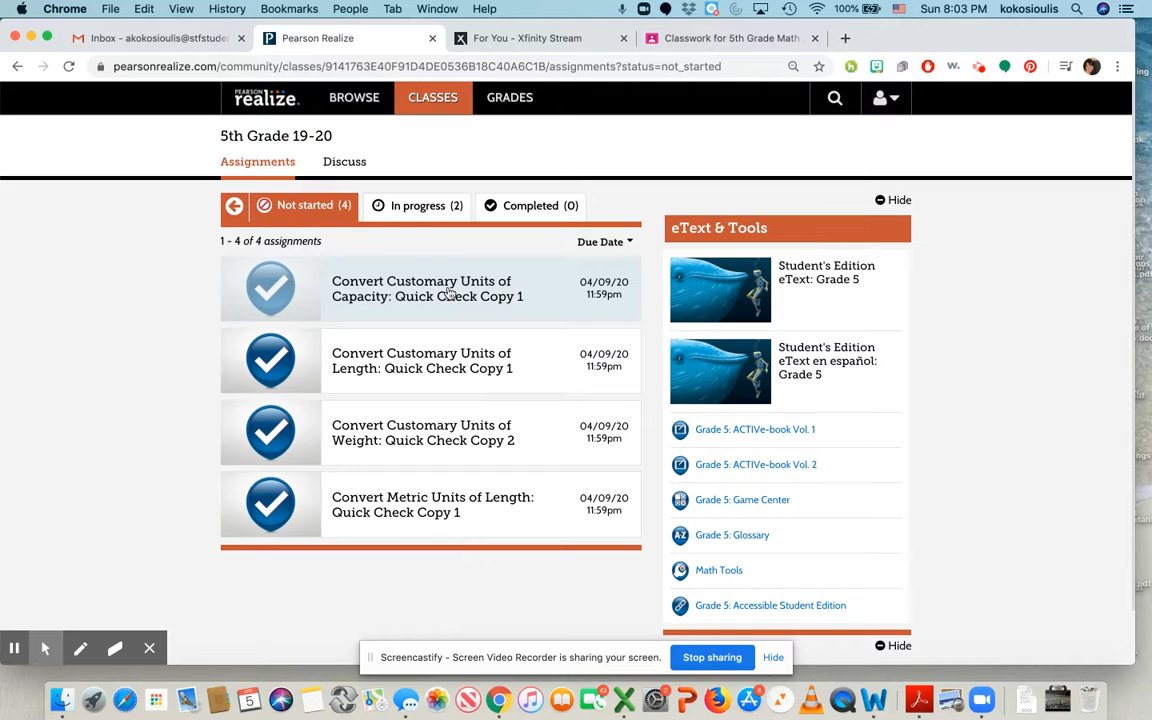 Chrome File Edit View History Bookmarks People Tab Window Help 100% Sun 8:03 PM kokosioulis
Inbox - akokosioulis@stfstuder Pearson Realize For You - Xfinity Stream Classwork for 5th Grade Math
pearsonrealize.com/community/classes/9141763E40F91D4DE0536B18C40A6C1B/assignments?status=not_started
PEARSON realize BROWSE CLASSES GRADES
5th Grade 19-20
Assignments Discuss
Not started (4) In progress (2) Completed (0)
1 - 4 of 4 assignments Due Date
Convert Customary Units of
Capacity: Quick Check Copy 1
04/09/20
11:59pm
Convert Customary Units of
Length: Quick Check Copy 1
04/09/20
11:59pm
Convert Customary Units of
Weight: Quick Check Copy 2
04/09/20
11:59pm
Convert Metric Units of Length:
Quick Check Copy 1
04/09/20
11:59pm
Hide
eText & Tools
Student's Edition
eText: Grade 5
Student's Edition
eText en español:
Grade 5
Grade 5: ACTIVe-book Vol. 1
Grade 5: ACTIVe-book Vol. 2
Grade 5: Game Center
A-Z Grade 5: Glossary
Math Tools
Grade 5: Accessible Student Edition
Hide
Screencastify - Screen Video Recorder is sharing your screen. Stop sharing Hide